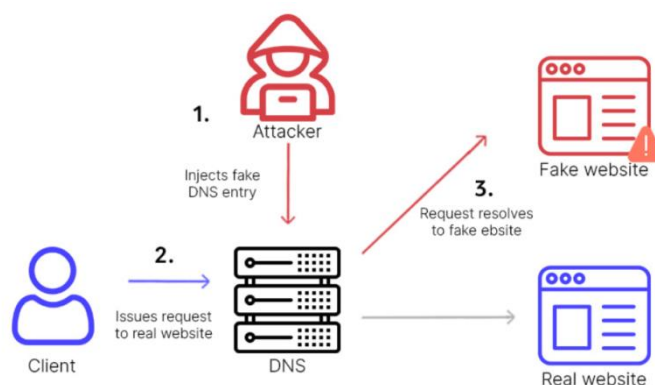 1.
Attacker
Injects fake
DNS entry
Fake website
3.
Request resolves
to fake ebsite
2.
Issues request
to real website
Client
DNS
Real website